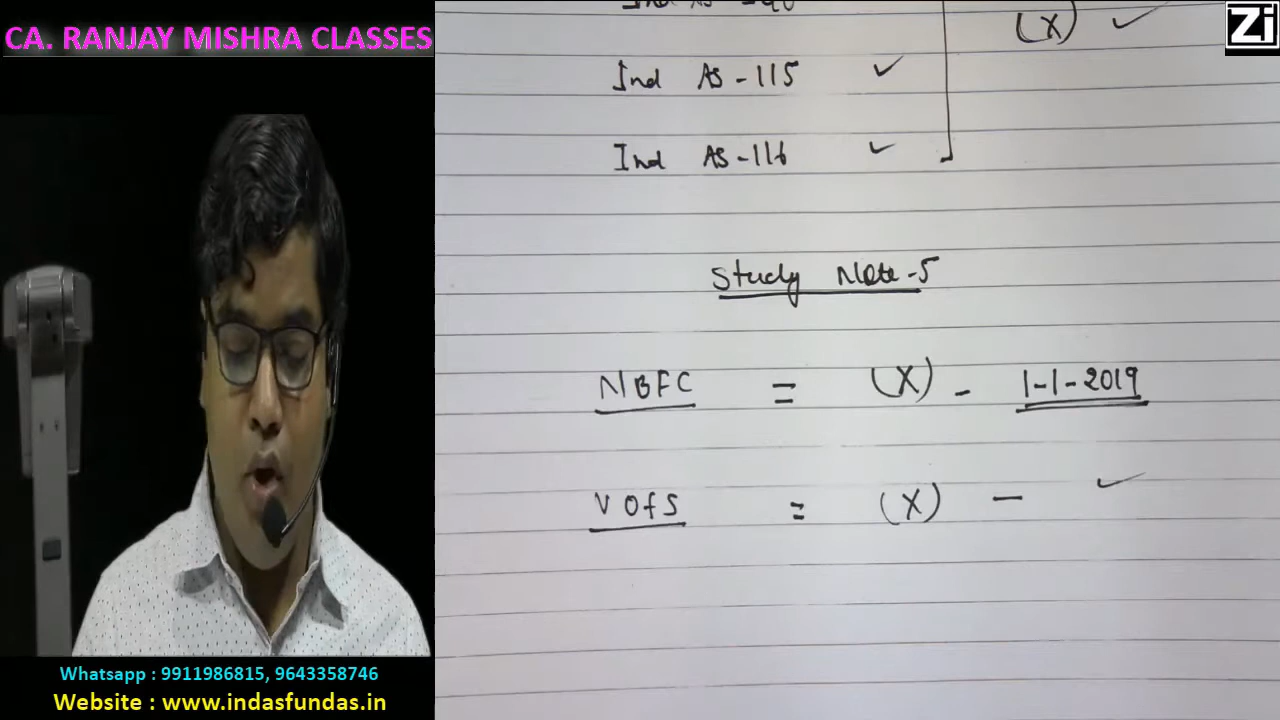 CA. RANJAY MISHRA CLASSES
Zi
(X) ✓
Ind AS-115 ✓
Ind AS-116 ✓
Study Note-5
NBFC = (X) - 1-1-2019
V OfS = (X) - ✓
Whatsapp : 9911986815, 9643358746
Website : www.indasfundas.in